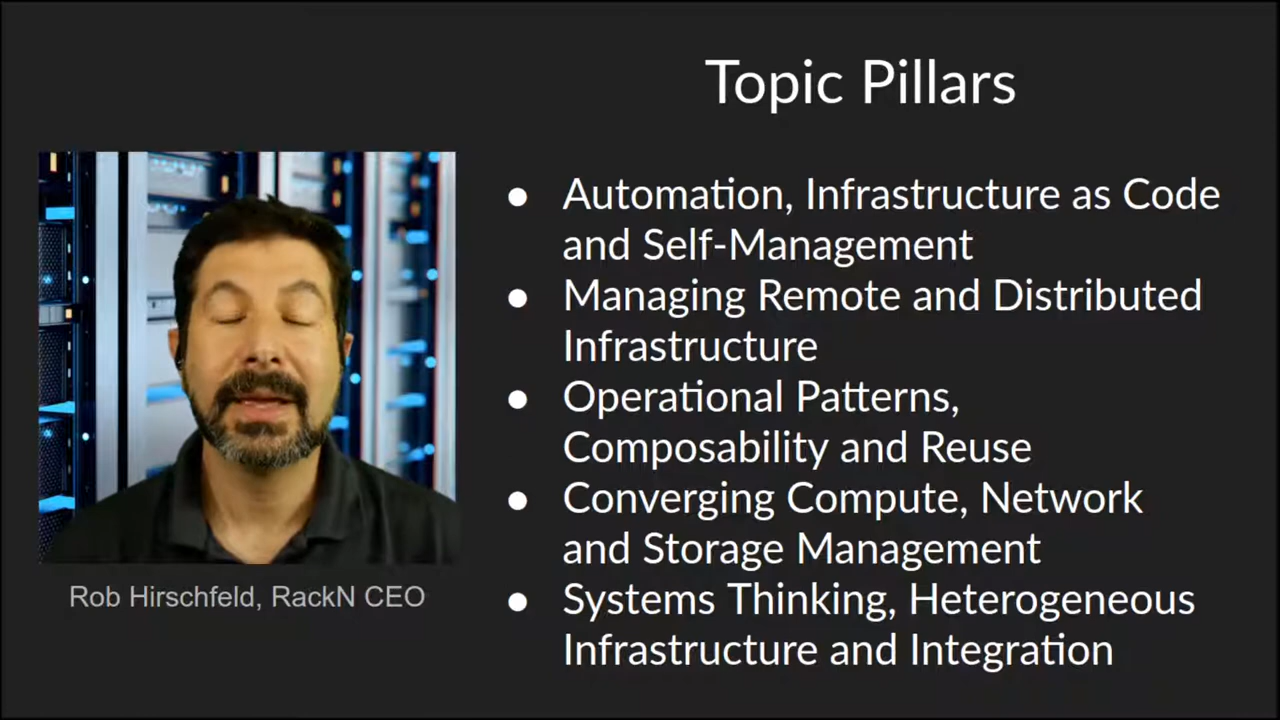 Topic Pillars
● Automation, Infrastructure as Code
and Self-Management
● Managing Remote and Distributed
Infrastructure
● Operational Patterns,
Composability and Reuse
● Converging Compute, Network
and Storage Management
● Systems Thinking, Heterogeneous
Infrastructure and Integration
Rob Hirschfeld, RackN CEO